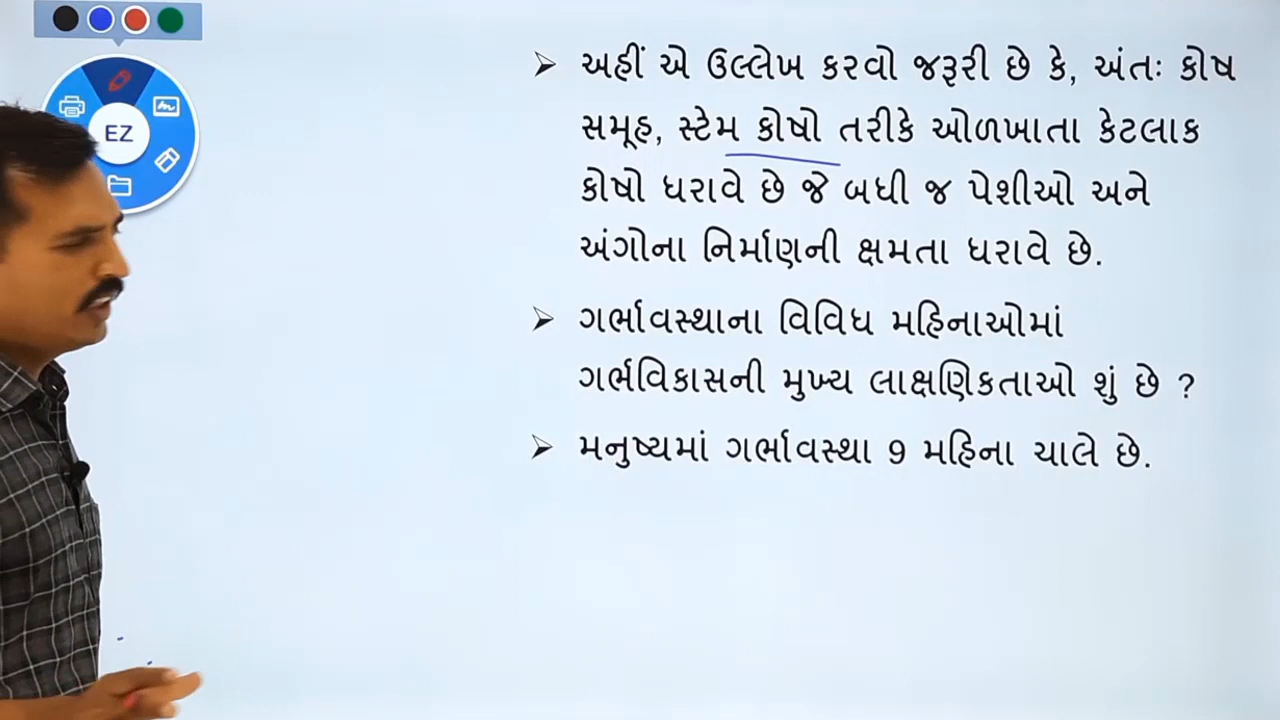 EZ
➢ અહીં એ ઉલ્લેખ કરવો જરૂરી છે કે, અંતઃ કોષ
સમૂહ, સ્ટેમ કોષો તરીકે ઓળખાતા કેટલાક
કોષો ધરાવે છે જે બધી જ પેશીઓ અને
અંગોના નિર્માણની ક્ષમતા ધરાવે છે.
➢ ગર્ભાવસ્થાના વિવિધ મહિનાઓમાં
ગર્ભવિકાસની મુખ્ય લાક્ષણિકતાઓ શું છે ?
➢ મનુષ્યમાં ગર્ભાવસ્થા 9 મહિના ચાલે છે.